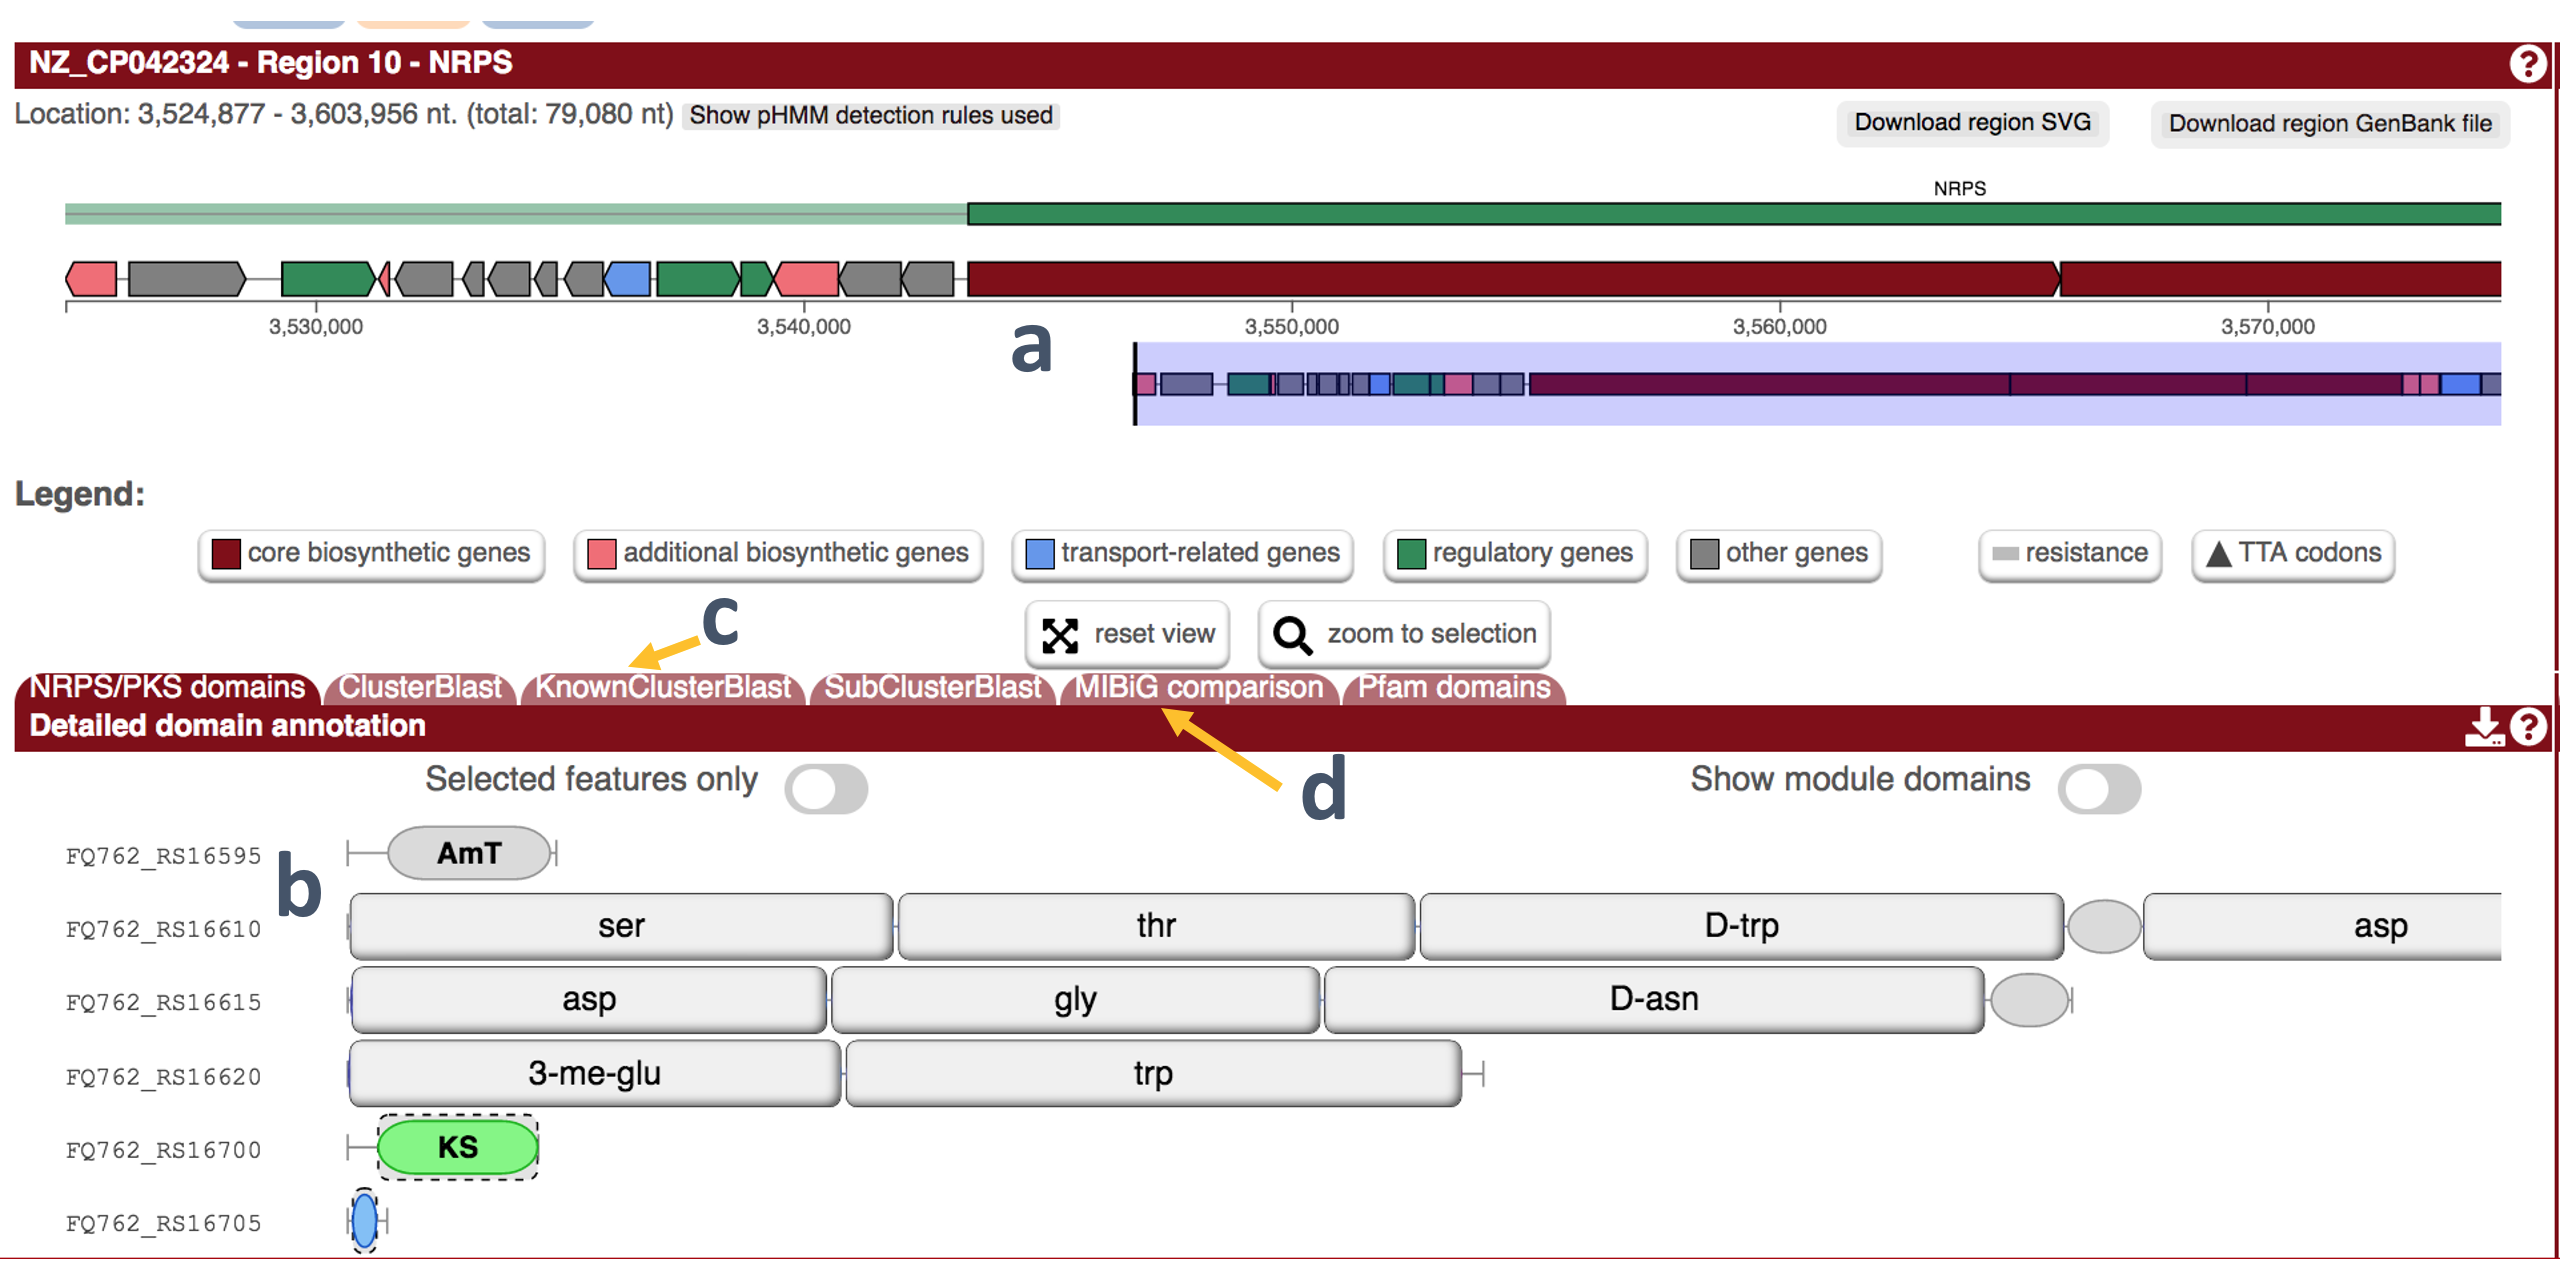 NZ_CP042324 - Region 10 - NRPS
?
Location: 3,524,877 - 3,603,956 nt. (total: 79,080 nt) Show pHMM detection rules used
Download region SVG
Download region GenBank file
NRPS
3,530,000 3,540,000 3,550,000 3,560,000 3,570,000
a
Legend:
core biosynthetic genes additional biosynthetic genes transport-related genes regulatory genes other genes resistance TTA codons
c
reset view zoom to selection
NRPS/PKS domains ClusterBlast KnownClusterBlast SubClusterBlast MIBiG comparison Pfam domains
Detailed domain annotation
?
Selected features only
d
Show module domains
FQ762_RS16595 AmT
b
FQ762_RS16610 ser thr D-trp asp
FQ762_RS16615 asp gly D-asn
FQ762_RS16620 3-me-glu trp
FQ762_RS16700 KS
FQ762_RS16705